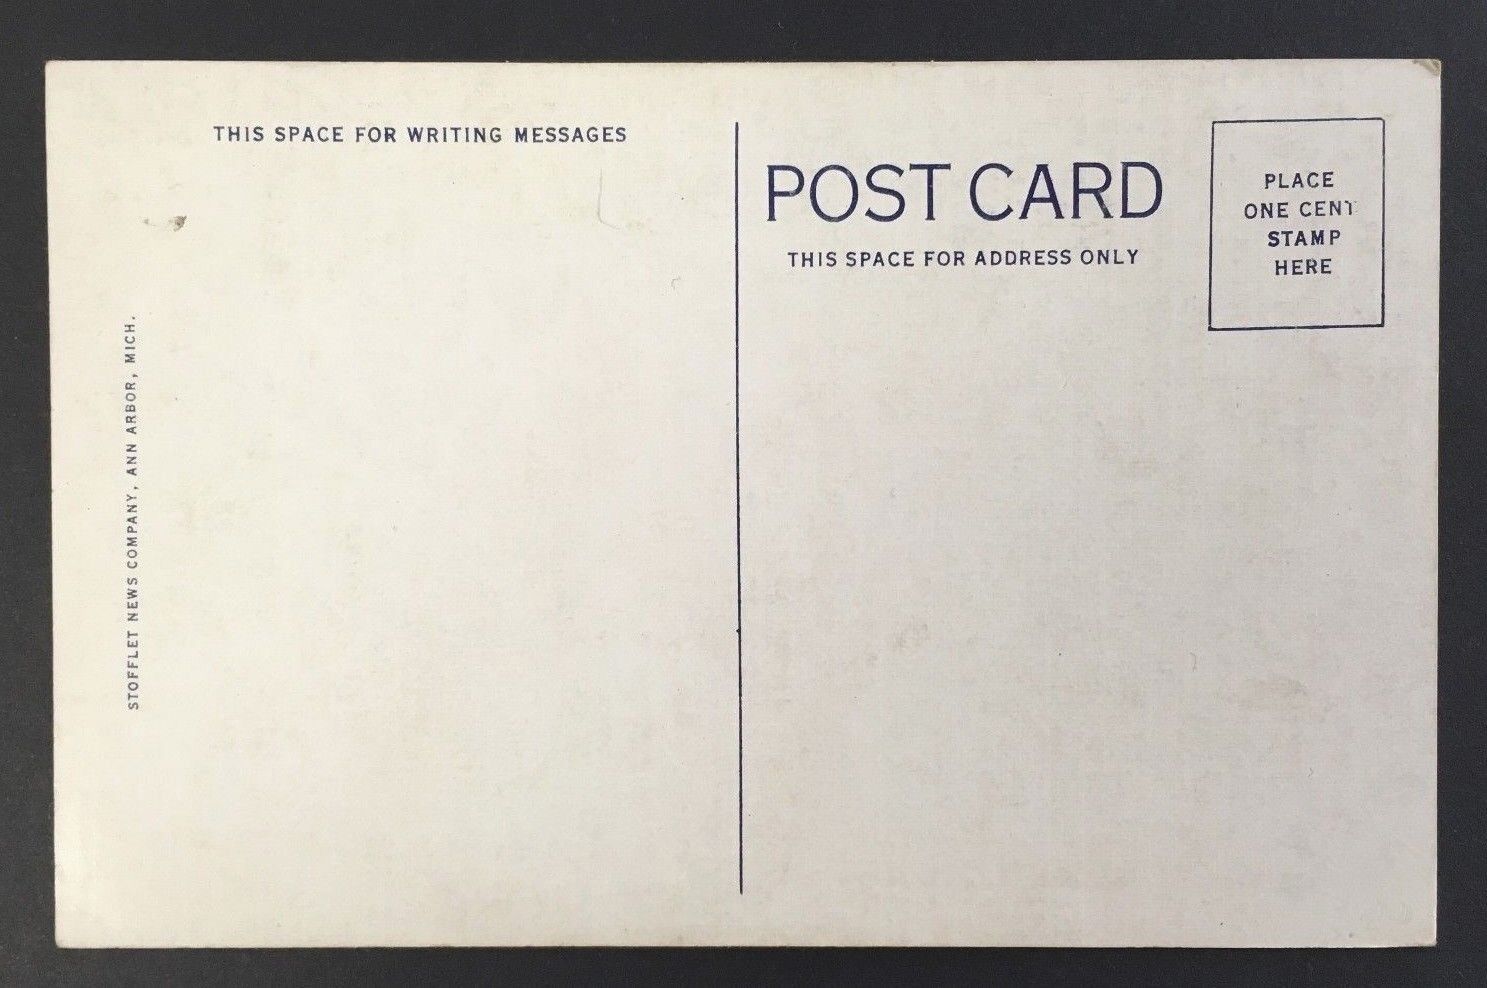 THIS SPACE FOR WRITING MESSAGES
STOFFLET NEWS COMPANY, ANN ARBOR, MICH.
POST CARD
THIS SPACE FOR ADDRESS ONLY
PLACE
ONE CENT
STAMP
HERE